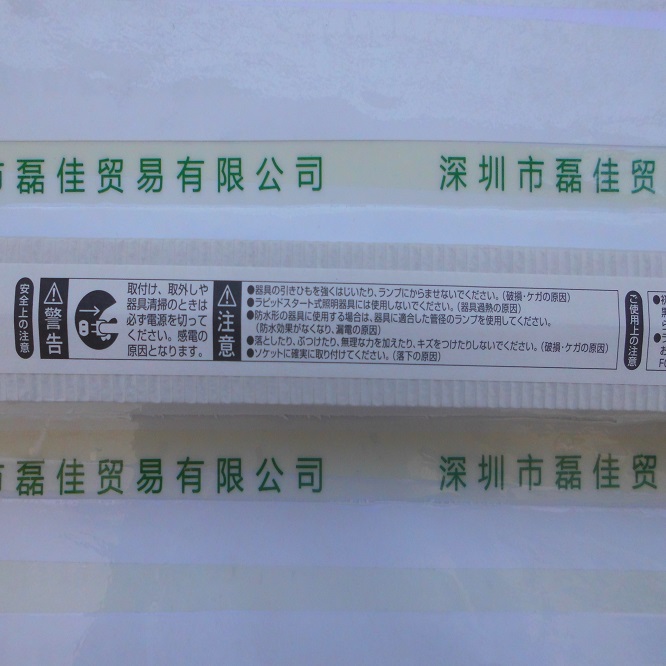 市磊佳贸易有限公司 深圳市磊佳贸
安全上の注意
警告
取付け、取外しや
器具清掃のときは
必ず電源を切って
ください。感電の
原因となります。
注意
●器具の引きひもを強くはじいたり、ランプにからませないでください。(破損・ケガの原因)
●ラピッドスタート式照明器具には使用しないでください。(器具過熱の原因)
●防水形の器具に使用する場合は、器具に適合した管径のランプを使用してください。
(防水効果がなくなり、漏電の原因)
●落としたり、ぶつけたり、無理な力を加えたり、キズをつけたりしないでください。(破損・ケガの原因)
●ソケットに確実に取り付けてください。(落下の原因)
ご使用上の注意
市磊佳贸易有限公司 深圳市磊佳贸